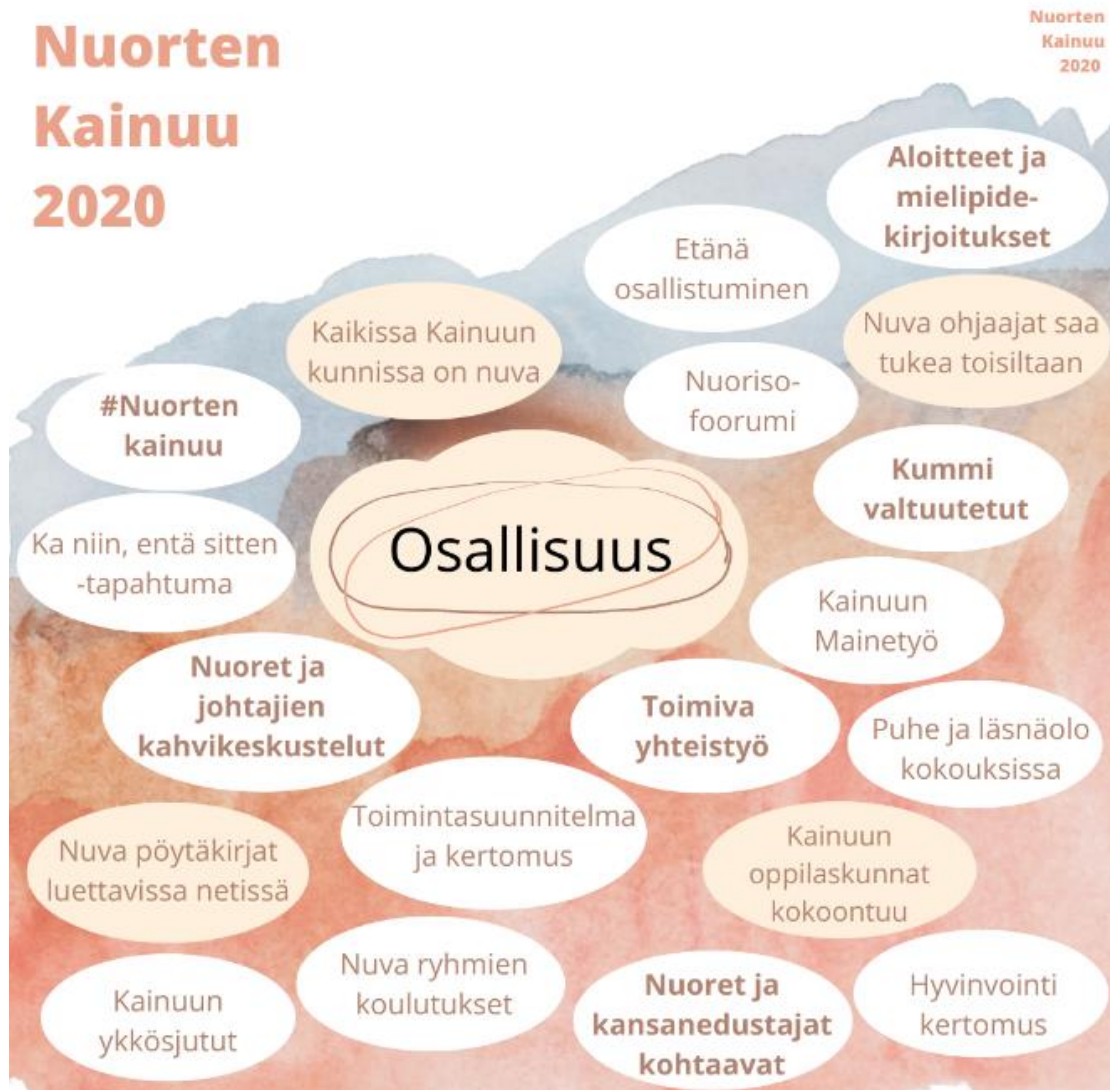 Nuorten
Kainuu
2020
Nuorten
Kainuu
2020
Aloitteet ja
mielipide-
kirjoitukset
Etänä
osallistuminen
Kaikissa Kainuun
kunnissa on nuva
Nuva ohjaajat saa
tukea toisiltaan
#Nuorten
kainuu
Nuoriso-
foorumi
Kummi
valtuutetut
Ka niin, entä sitten
-tapahtuma
Osallisuus
Kainuun
Mainetyö
Nuoret ja
johtajien
kahvikeskustelut
Toimiva
yhteistyö
Puhe ja läsnäolo
kokouksissa
Toimintasuunnitelma
ja kertomus
Nuva pöytäkirjat
luettavissa netissä
Kainuun
oppilaskunnat
kokoontuu
Kainuun
ykkösjutut
Nuva ryhmien
koulutukset
Nuoret ja
kansanedustajat
kohtaavat
Hyvinvointi
kertomus